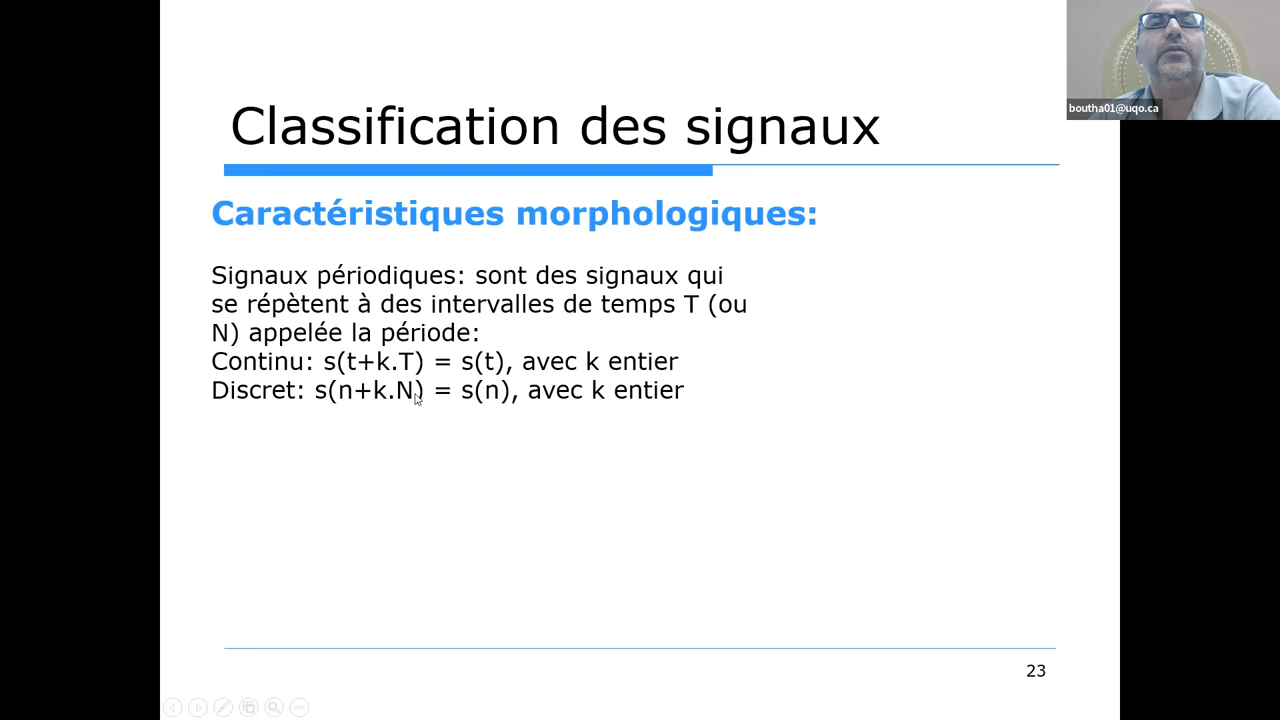 boutha01@uqo.ca
Classification des signaux
Caractéristiques morphologiques:
Signaux périodiques: sont des signaux qui
se répètent à des intervalles de temps T (ou
N) appelée la période:
Continu: s(t+k.T) = s(t), avec k entier
Discret: s(n+k.N) = s(n), avec k entier
23